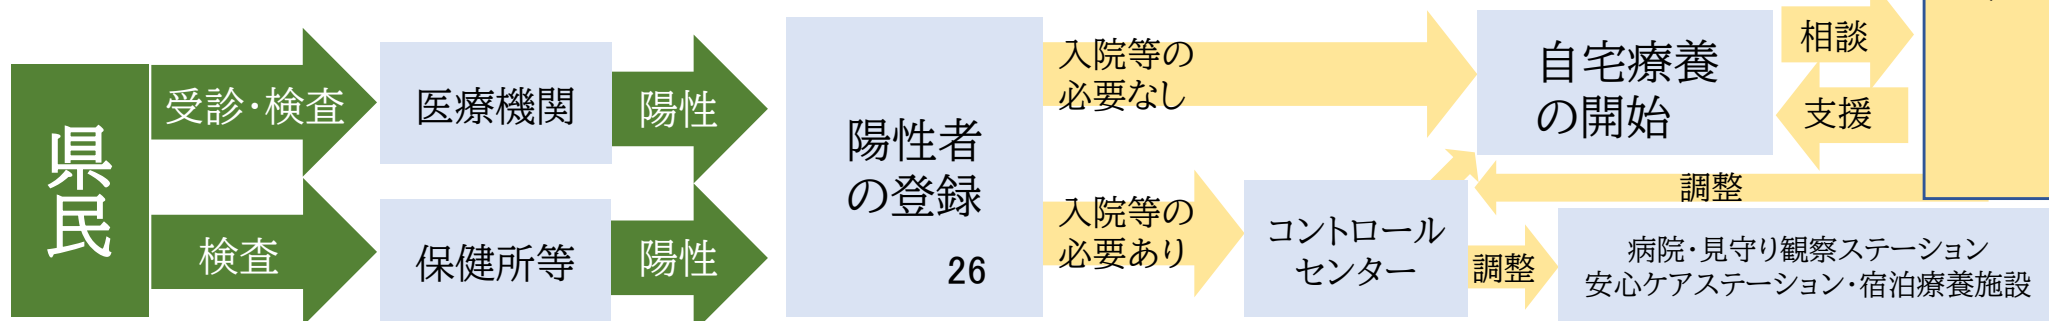 県民
受診・検査
医療機関
陽性
検査
保健所等
陽性
陽性者
の登録
26
入院等の
必要なし
入院等の
必要あり
自宅療養
の開始
相談
支援
調整
コントロール
センター
調整
病院・見守り観察ステーション
安心ケアステーション・宿泊療養施設